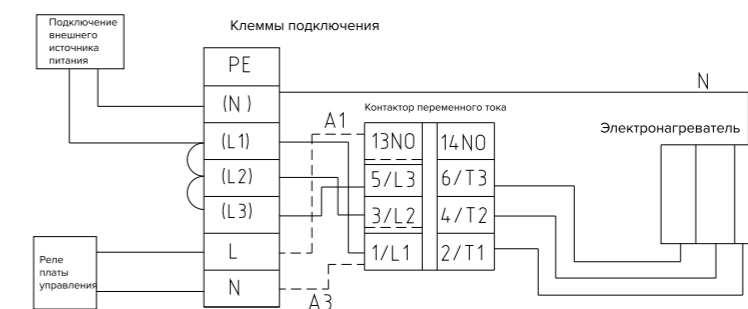 Подключение
внешнего
источника
питания
Клеммы подключения
PE
(N )
(L1)
(L2)
(L3)
L
N
Реле
платы
управления
A1
A3
Контактор переменного тока
13NO 14NO
5/L3 6/T3
3/L2 4/T2
1/L1 2/T1
N
Электронагреватель